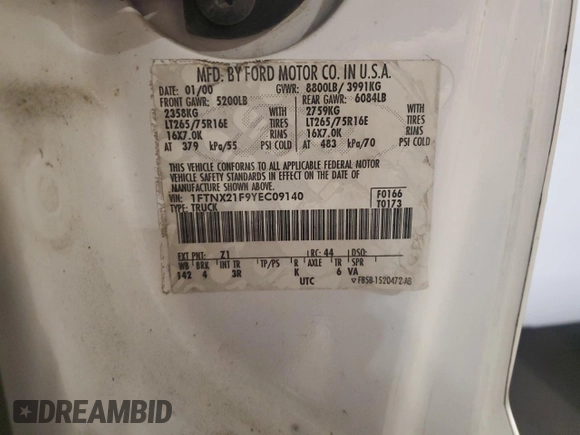 MFD. BY FORD MOTOR CO. IN U.S.A.
DATE: 01/00 GVWR: 8800LB/ 3991KG
FRONT GAWR: 5200LB REAR GAWR: 6084LB
2358KG WITH 2759KG WITH
LT265/75R16E TIRES LT265/75R16E TIRES
16X7.0K RIMS 16X7.0K RIMS
AT 379 kPa/55 PSI COLD AT 483 kPa/70 PSI COLD
THIS VEHICLE CONFORMS TO ALL APPLICABLE FEDERAL MOTOR
VEHICLE SAFETY STANDARDS IN EFFECT ON THE DATE OF
MANUFACTURE SHOWN ABOVE.
VIN: 1FTNX21F9YEC09140 F0166
TYPE: TRUCK T0173
EXT PNT: Z1 RC: 44 DSO:
WB BRK INT TR TP/PS R AXLE TR SPR
142 4 3R K 6 VA
UTC ▽ F85B-1520472-AB
DREAMBID